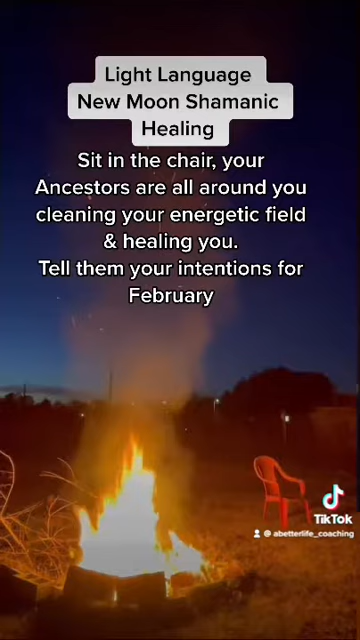 Light Language
New Moon Shamanic
Healing
Sit in the chair, your
Ancestors are all around you
cleaning your energetic field
& healing you.
Tell them your intentions for
February
TikTok
@ abetterlife_coaching